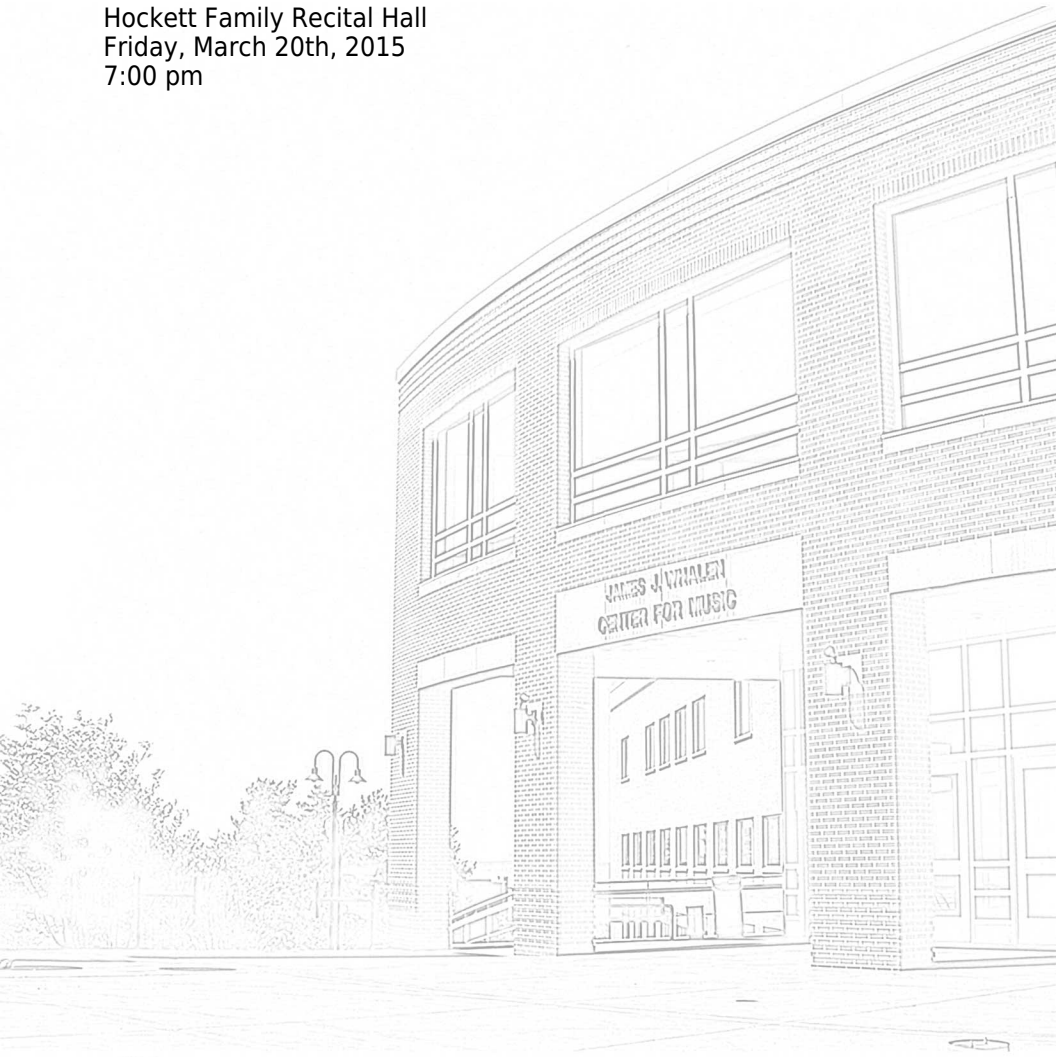 Hockett Family Recital Hall
Friday, March 20th, 2015
7:00 pm
JAMES J. WHALEN
CENTER FOR MUSIC